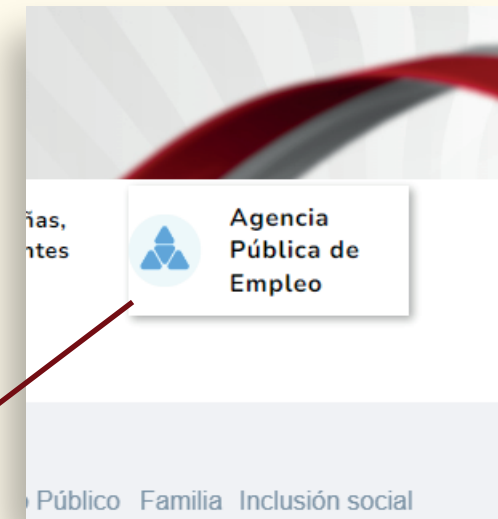 ñas,
ntes
Agencia
Pública de
Empleo
Público Familia Inclusión social